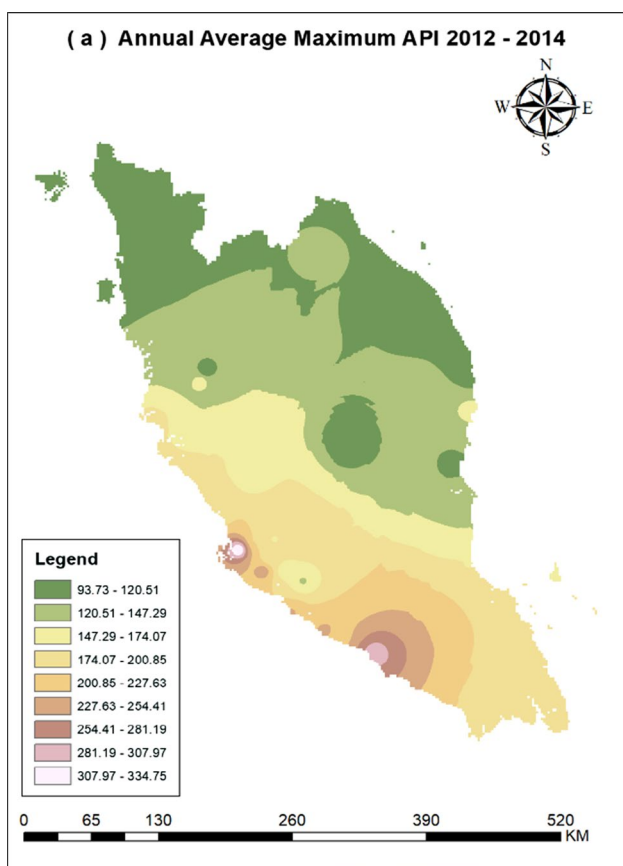 ( a ) Annual Average Maximum API 2012 - 2014
N
W E
S
Legend
93.73 - 120.51
120.51 - 147.29
147.29 - 174.07
174.07 - 200.85
200.85 - 227.63
227.63 - 254.41
254.41 - 281.19
281.19 - 307.97
307.97 - 334.75
0 65 130 260 390 520
KM